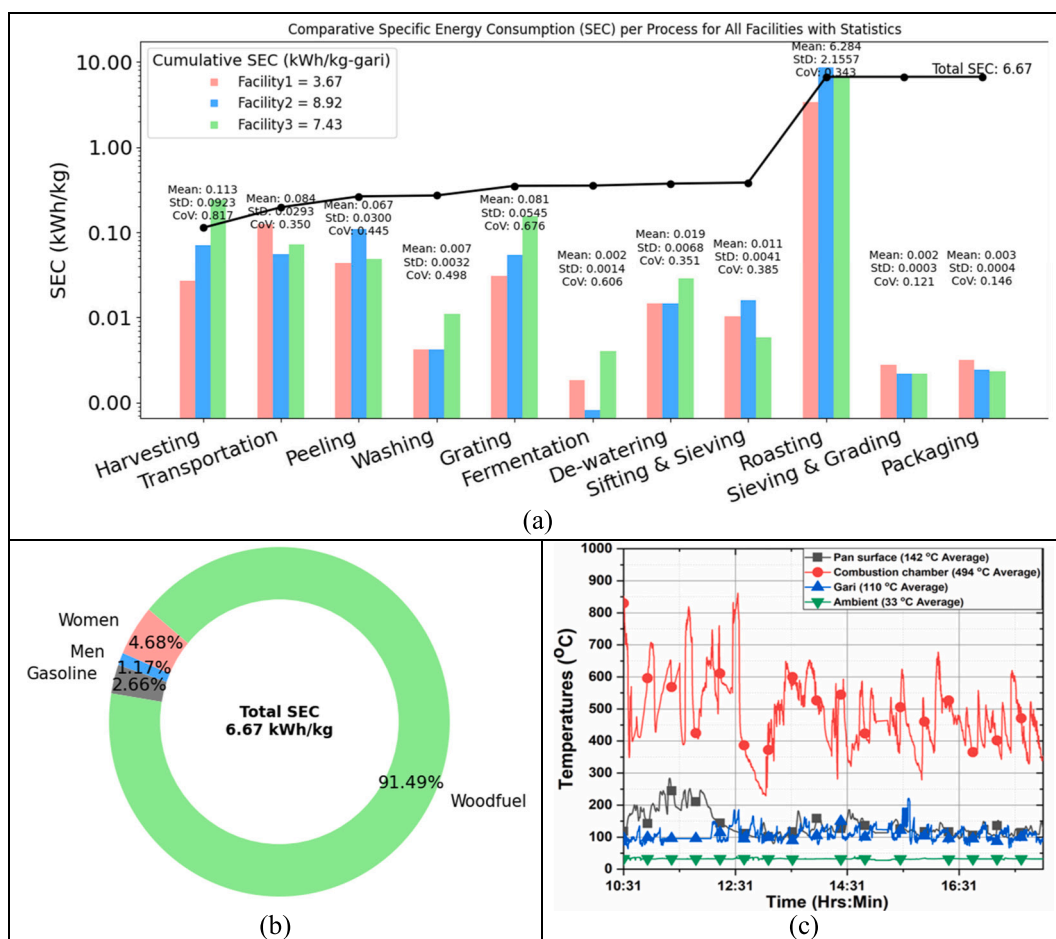 Comparative Specific Energy Consumption (SEC) per Process for All Facilities with Statistics
Cumulative SEC (kWh/kg-gari)
Facility1 = 3.67
Facility2 = 8.92
Facility3 = 7.43
SEC (kWh/kg)
10.00
1.00
0.10
0.01
0.00
Mean: 0.113
StD: 0.0923
CoV: 0.817
Mean: 0.084
StD: 0.0293
CoV: 0.350
Mean: 0.067
StD: 0.0300
CoV: 0.445
Mean: 0.007
StD: 0.0032
CoV: 0.498
Mean: 0.081
StD: 0.0545
CoV: 0.676
Mean: 0.002
StD: 0.0014
CoV: 0.606
Mean: 0.019
StD: 0.0068
CoV: 0.351
Mean: 0.011
StD: 0.0041
CoV: 0.385
Mean: 6.284
StD: 2.1557
CoV: 0.343
Mean: 0.002
StD: 0.0003
CoV: 0.121
Mean: 0.003
StD: 0.0004
CoV: 0.146
Total SEC: 6.67
Harvesting
Transportation
Peeling
Washing
Grating
Fermentation
De-watering
Sifting & Sieving
Roasting
Sieving & Grading
Packaging
(a)
Women
4.68%
Men
1.17%
Gasoline
2.66%
Total SEC
6.67 kWh/kg
91.49%
Woodfuel
(b)
Temperatures (°C)
1000
900
800
700
600
500
400
300
200
100
0
Pan surface (142 °C Average)
Combustion chamber (494 °C Average)
Gari (110 °C Average)
Ambient (33 °C Average)
10:31
12:31
14:31
16:31
Time (Hrs:Min)
(c)